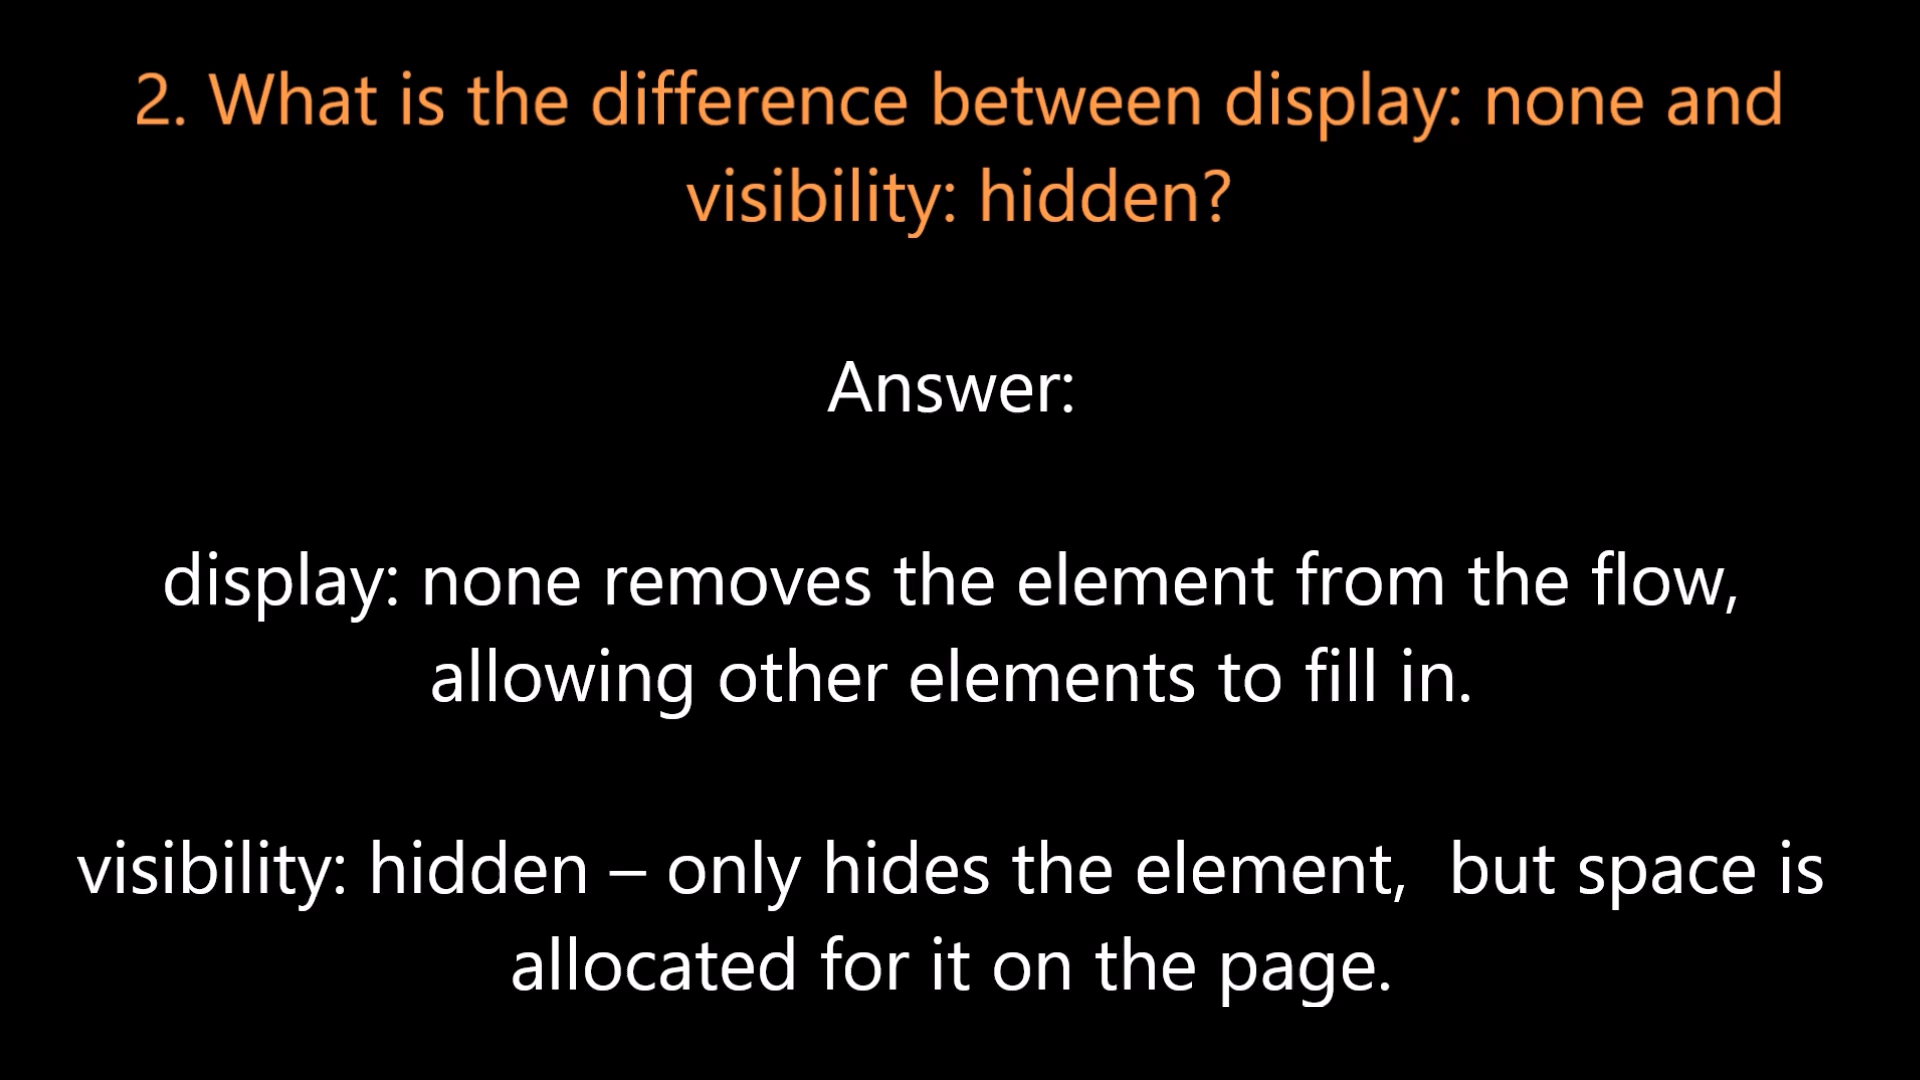 2. What is the difference between display: none and
visibility: hidden?
Answer:
display: none removes the element from the flow,
allowing other elements to fill in.
visibility: hidden – only hides the element,  but space is
allocated for it on the page.